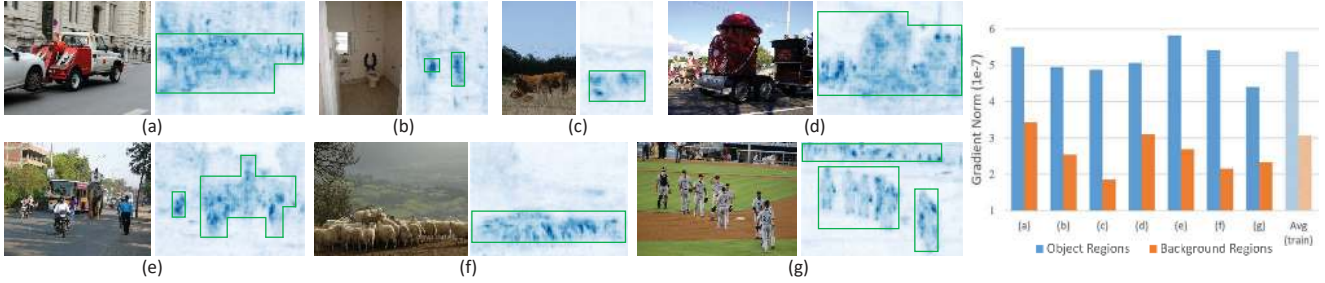 (a)
(b)
(c)
(d)
(e)
(f)
(g)
Gradient Norm (1e-7)
6
5
4
3
2
1
(a) (b) (c) (d) (e) (f) (g) Avg (train)
Object Regions Background Regions